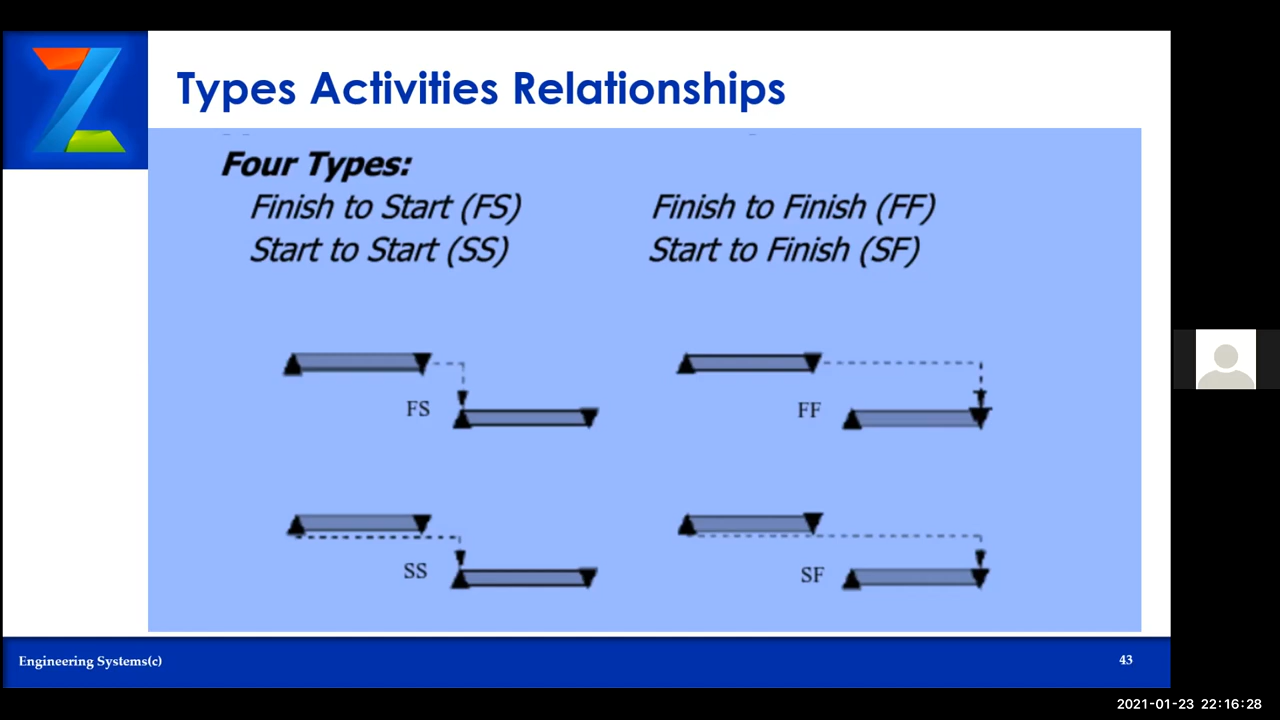 Types Activities Relationships
Four Types:
Finish to Start (FS)
Finish to Finish (FF)
Start to Start (SS)
Start to Finish (SF)
FS
FF
SS
SF
Engineering Systems(c)
43
2021-01-23 22:16:28